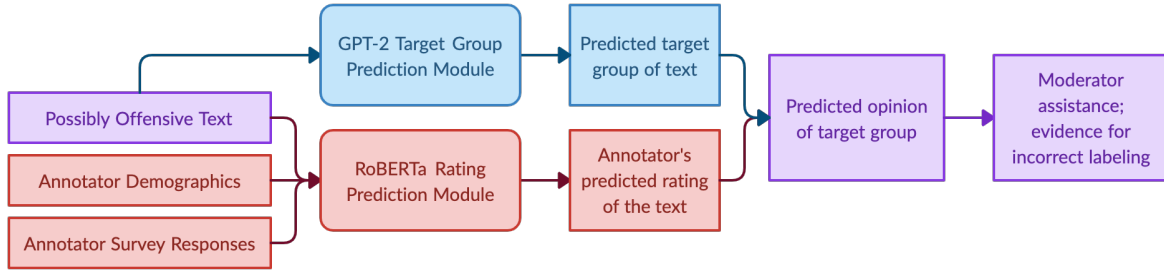 GPT-2 Target Group
Prediction Module
Predicted target
group of text
Possibly Offensive Text
Annotator Demographics
Annotator Survey Responses
RoBERTa Rating
Prediction Module
Annotator's
predicted rating
of the text
Predicted opinion
of target group
Moderator
assistance;
evidence for
incorrect labeling